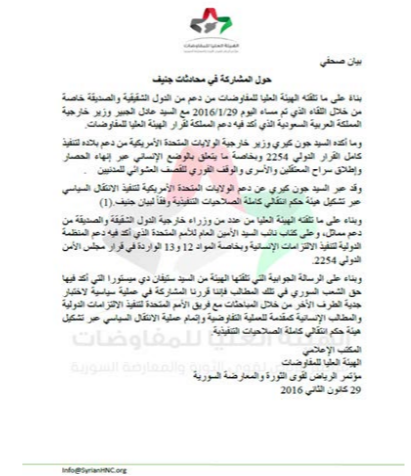 الهيئة العليا للمفاوضات
بيان صحفي
حول المشاركة في محادثات جنيف
بناءً على ما تلقته الهيئة العليا للمفاوضات من دعم من الدول الشقيقة والصديقة خاصة
من خلال اللقاء الذي تم مساء اليوم 2016/1/29 مع السيد عادل الجبير وزير خارجية
المملكة العربية السعودية الذي أكد فيه دعم المملكة لقرار الهيئة العليا للمفاوضات.
وما أكده السيد جون كيري وزير خارجية الولايات المتحدة الأمريكية من دعم بلاده لتنفيذ
كامل القرار الدولي 2254 وبخاصة ما يتعلق بالوضع الإنساني عبر إنهاء الحصار
وإطلاق سراح المعتقلين والأسرى والوقف الفوري للقصف العشوائي للمدنيين .
وقد عبر السيد جون كيري عن دعم الولايات المتحدة الأمريكية لتنفيذ الانتقال السياسي
عبر تشكيل هيئة حكم انتقالي كاملة الصلاحيات التنفيذية وفقاً لبيان جنيف.(1)
وبناء على ما تلقته الهيئة العليا من عدد من وزراء خارجية الدول الشقيقة والصديقة من
دعم مماثل، وعلى كتاب نائب السيد الأمين العام للأمم المتحدة الذي أكد فيه دعم المنظمة
الدولية لتنفيذ الالتزامات الإنسانية وبخاصة المواد 12 و13 الواردة في قرار مجلس الأمن
الدولي 2254.
وبناء على الرسالة الجوابية التي تلقتها الهيئة من السيد ستيفان دي ميستورا التي أكد فيها
حق الشعب السوري في تلك المطالب فإننا قررنا المشاركة في عملية سياسية لاختبار
جدية الطرف الآخر من خلال المباحثات مع فريق الأمم المتحدة لتنفيذ الالتزامات الدولية
والمطالب الإنسانية كمقدمة للعملية التفاوضية وإتمام عملية الانتقال السياسي عبر تشكيل
هيئة حكم انتقالي كاملة الصلاحيات التنفيذية.
المكتب الإعلامي
الهيئة العليا للمفاوضات
مؤتمر الرياض لقوى الثورة والمعارضة السورية
29 كانون الثاني 2016
الهيئة العليا للمفاوضات
لقوى الثورة والمعارضة السورية
Info@SyrianHNC.org